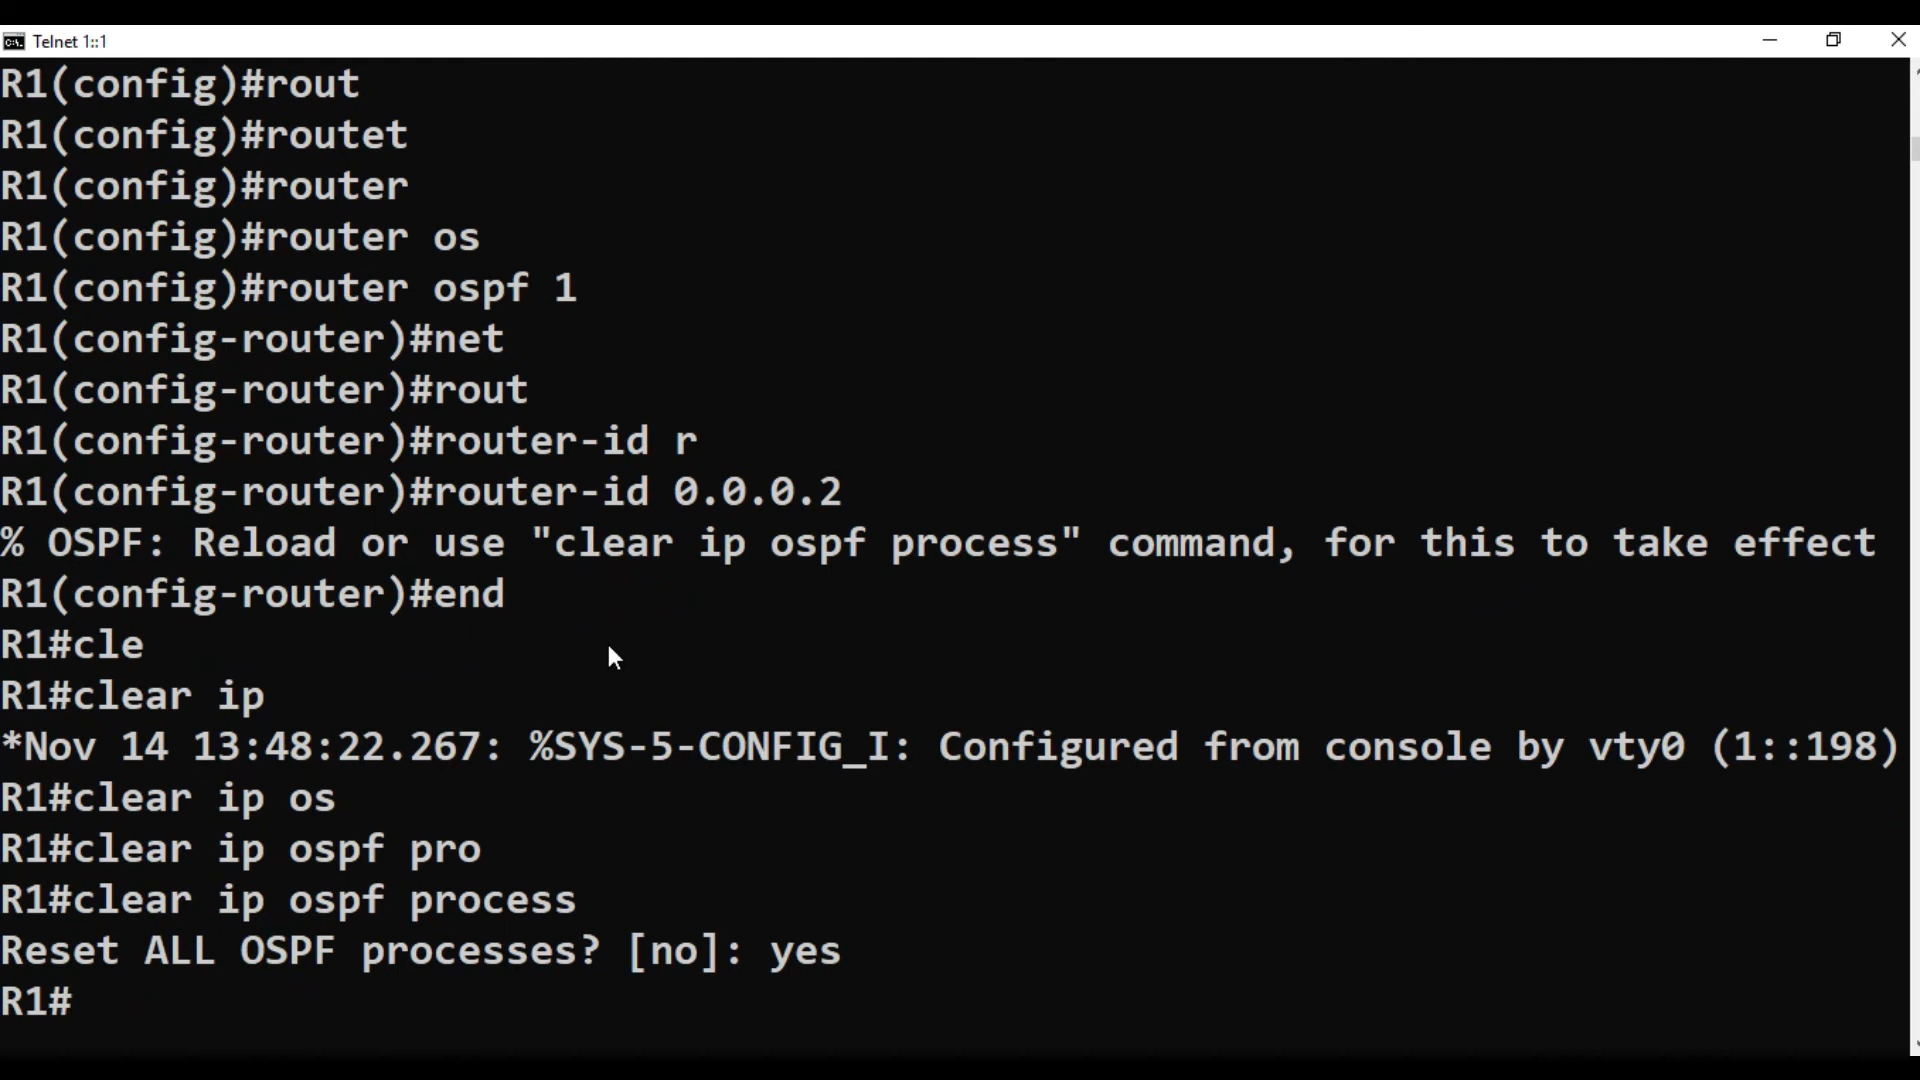 Telnet 1::1
R1(config)#rout
R1(config)#routet
R1(config)#router
R1(config)#router os
R1(config)#router ospf 1
R1(config-router)#net
R1(config-router)#rout
R1(config-router)#router-id r
R1(config-router)#router-id 0.0.0.2
% OSPF: Reload or use "clear ip ospf process" command, for this to take effect
R1(config-router)#end
R1#cle
R1#clear ip
*Nov 14 13:48:22.267: %SYS-5-CONFIG_I: Configured from console by vty0 (1::198)
R1#clear ip os
R1#clear ip ospf pro
R1#clear ip ospf process
Reset ALL OSPF processes? [no]: yes
R1#